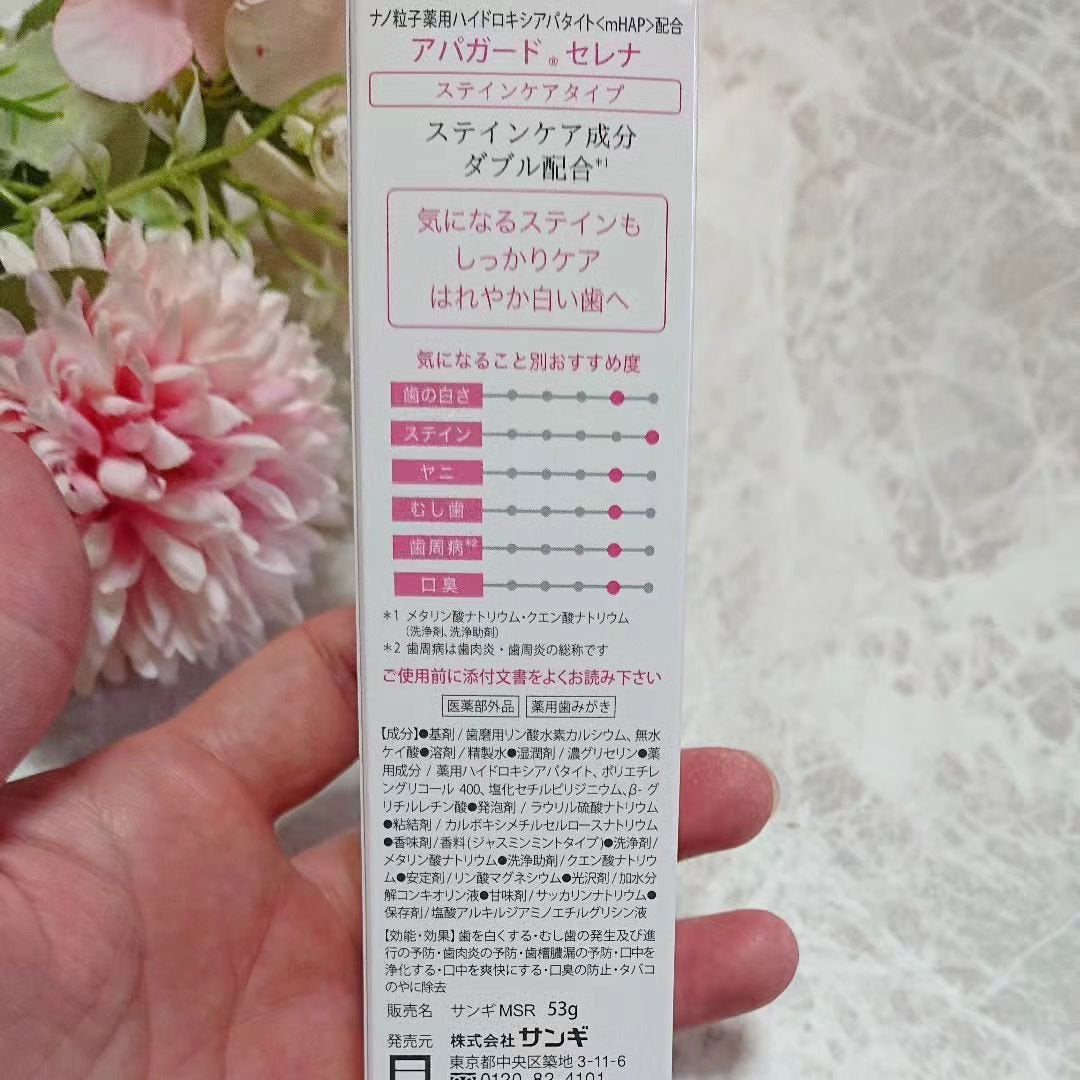 ナノ粒子薬用ハイドロキシアパタイト<mHAP>配合
アパガード® セレナ
ステインケアタイプ
ステインケア成分
ダブル配合*1
気になるステインも
しっかりケア
はれやか白い歯へ
気になること別おすすめ度
歯の白さ
ステイン
ヤニ
むし歯
歯周病*2
口臭
*1 メタリン酸ナトリウム・クエン酸ナトリウム
(洗浄剤、洗浄助剤)
*2 歯周病は歯肉炎・歯周炎の総称です
ご使用前に添付文書をよくお読み下さい
医薬部外品 薬用歯みがき
【成分】●基剤/歯磨用リン酸水素カルシウム、無水
ケイ酸●溶剤/精製水●湿潤剤/濃グリセリン●薬
用成分/薬用ハイドロキシアパタイト、ポリエチレ
ングリコール 400、塩化セチルピリジニウム、β-グ
リチルレチン酸●発泡剤/ラウリル硫酸ナトリウム
●粘結剤/カルボキシメチルセルロースナトリウム
●香味剤/香料(ジャスミンミントタイプ)●洗浄剤/
メタリン酸ナトリウム●洗浄助剤/クエン酸ナトリウ
ム●安定剤/リン酸マグネシウム●光沢剤/加水分
解コンキオリン液●甘味剤/サッカリンナトリウム●
保存剤/塩酸アルキルジアミノエチルグリシン液
【効能・効果】歯を白くする・むし歯の発生及び進
行の予防・歯肉炎の予防・歯槽膿漏の予防・口中を
浄化する・口中を爽快にする・口臭の防止・タバコ
のやに除去
販売名 サンギMSR 53g
発売元 株式会社サンギ
東京都中央区築地 3-11-6
0120-82-4101